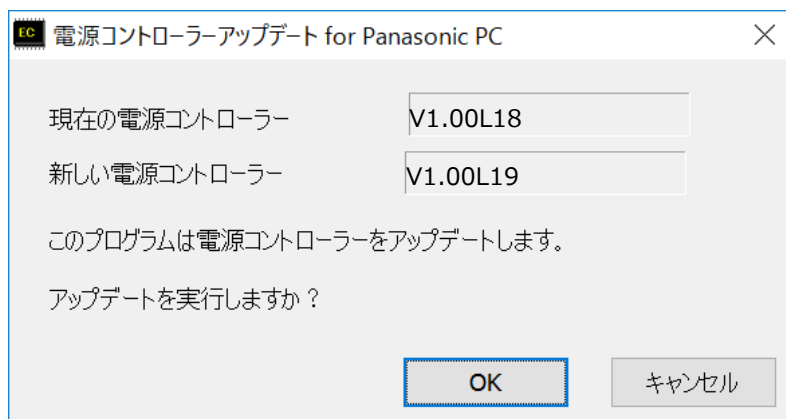 EC 電源コントローラーアップデート for Panasonic PC
現在の電源コントローラー V1.00L18
新しい電源コントローラー V1.00L19
このプログラムは電源コントローラーをアップデートします。
アップデートを実行しますか？
OK キャンセル